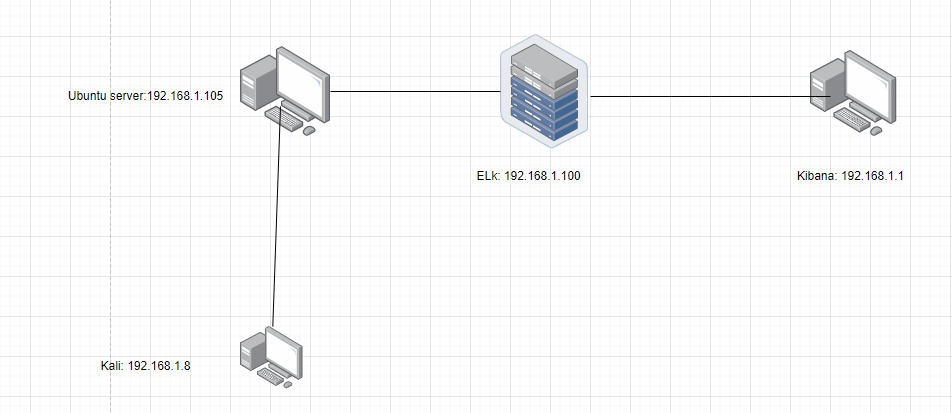 Ubuntu server:192.168.1.105
ELk: 192.168.1.100
Kibana: 192.168.1.1
Kali: 192.168.1.8